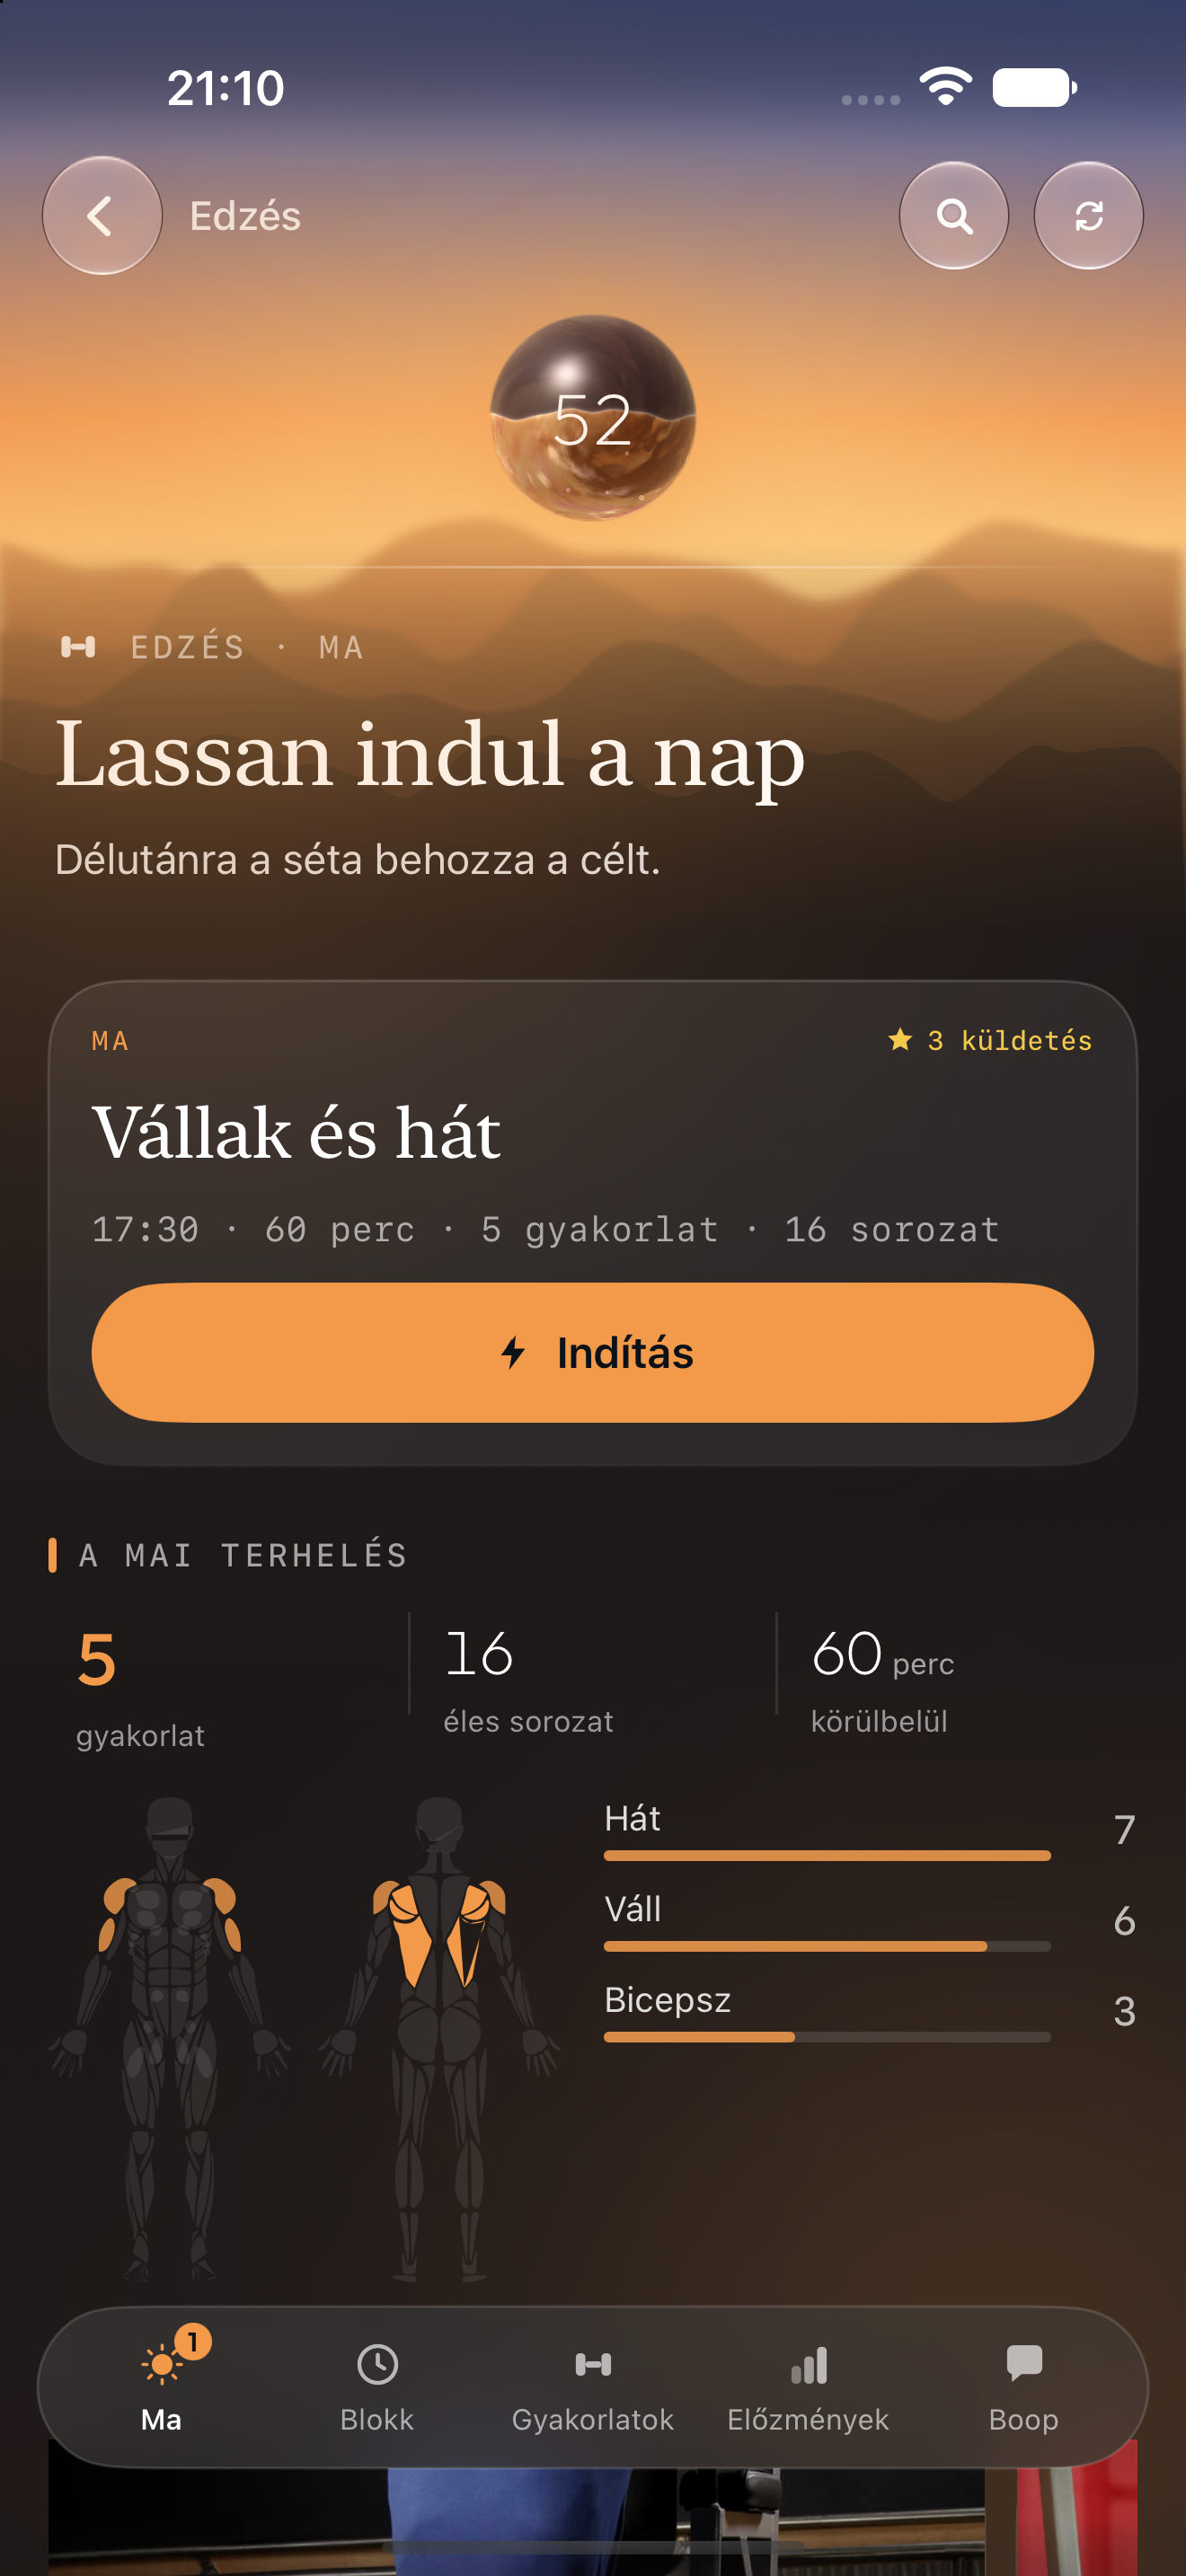 21:10
Edzés
52
EDZÉS · MA
Lassan indul a nap
Délutánra a séta behozza a célt.
MA
3 küldetés
Vállak és hát
17:30 · 60 perc · 5 gyakorlat · 16 sorozat
Indítás
A MAI TERHELÉS
5
gyakorlat
16
éles sorozat
60 perc
körülbelül
Hát
7
Váll
6
Bicepsz
3
1
Ma
Blokk
Gyakorlatok
Előzmények
Boop